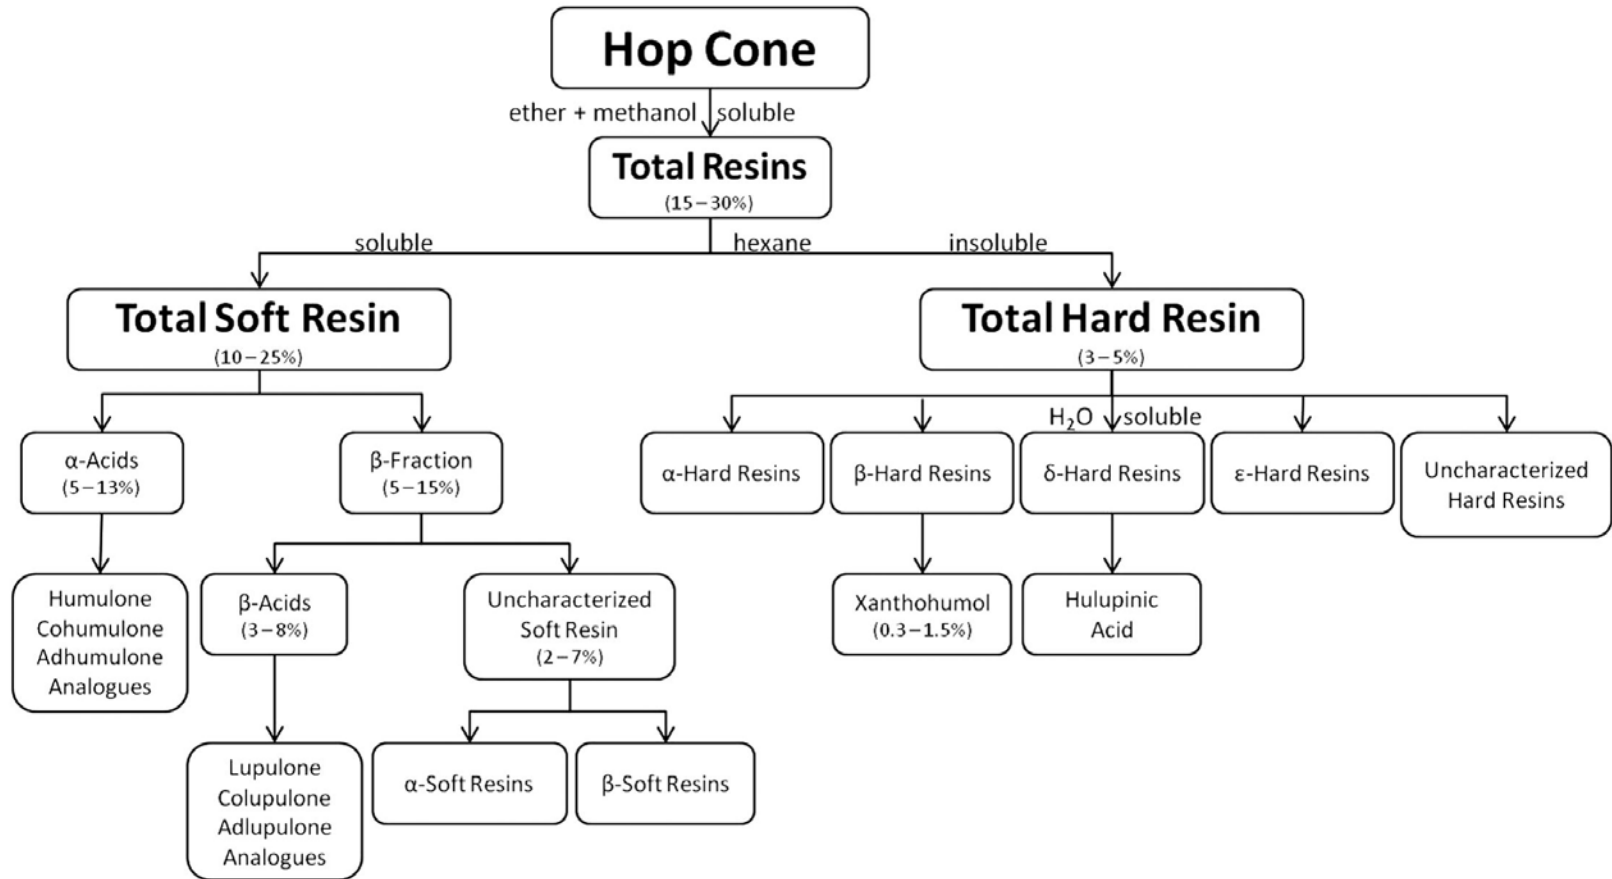 Hop Cone
ether + methanol soluble
Total Resins
(15–30%)
soluble hexane insoluble
Total Soft Resin
(10–25%)
Total Hard Resin
(3–5%)
H₂O soluble
α-Acids
(5–13%)
β-Fraction
(5–15%)
α-Hard Resins
β-Hard Resins
δ-Hard Resins
ε-Hard Resins
Uncharacterized
Hard Resins
Humulone
Cohumulone
Adhumulone
Analogues
β-Acids
(3–8%)
Uncharacterized
Soft Resin
(2–7%)
Xanthohumol
(0.3–1.5%)
Hulupinic
Acid
Lupulone
Colupulone
Adlupulone
Analogues
α-Soft Resins
β-Soft Resins